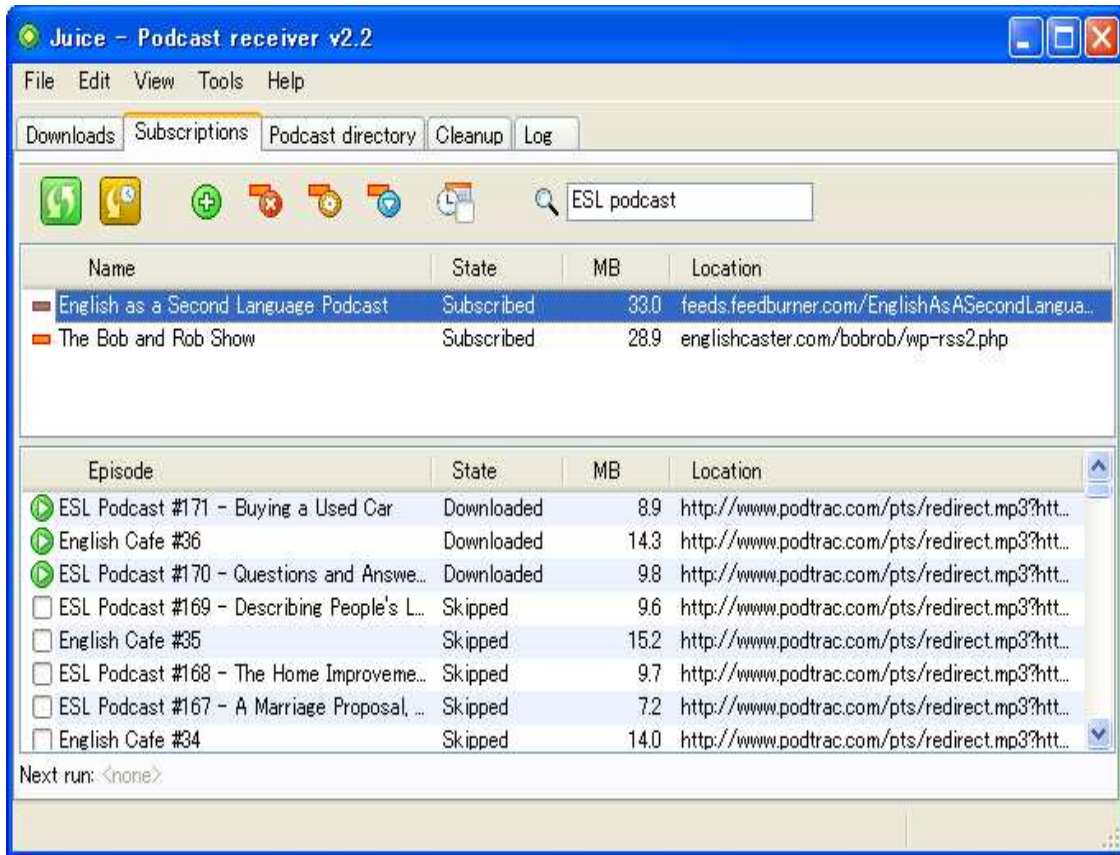 Juice - Podcast receiver v2.2
File Edit View Tools Help
Downloads Subscriptions Podcast directory Cleanup Log
ESL podcast
Name State MB Location
English as a Second Language Podcast Subscribed 33.0 feeds.feedburner.com/EnglishAsASecondLangua...
The Bob and Rob Show Subscribed 28.9 englishcaster.com/bobrob/wp-rss2.php
Episode State MB Location
ESL Podcast #171 - Buying a Used Car Downloaded 8.9 http://www.podtrac.com/pts/redirect.mp3?htt...
English Cafe #36 Downloaded 14.3 http://www.podtrac.com/pts/redirect.mp3?htt...
ESL Podcast #170 - Questions and Answe... Downloaded 9.8 http://www.podtrac.com/pts/redirect.mp3?htt...
ESL Podcast #169 - Describing People's L... Skipped 9.6 http://www.podtrac.com/pts/redirect.mp3?htt...
English Cafe #35 Skipped 15.2 http://www.podtrac.com/pts/redirect.mp3?htt...
ESL Podcast #168 - The Home Improveme... Skipped 9.7 http://www.podtrac.com/pts/redirect.mp3?htt...
ESL Podcast #167 - A Marriage Proposal, ... Skipped 7.2 http://www.podtrac.com/pts/redirect.mp3?htt...
English Cafe #34 Skipped 14.0 http://www.podtrac.com/pts/redirect.mp3?htt...
Next run: <none>